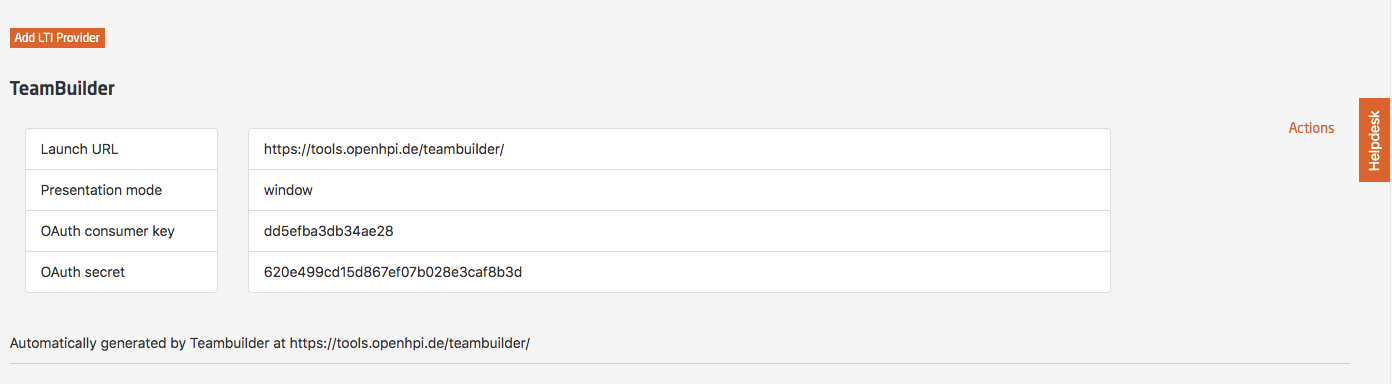 Add LTI Provider
TeamBuilder
Actions
Helpdesk
Launch URL https://tools.openhpi.de/teambuilder/
Presentation mode window
OAuth consumer key dd5efba3db34ae28
OAuth secret 620e499cd15d867ef07b028e3caf8b3d
Automatically generated by Teambuilder at https://tools.openhpi.de/teambuilder/